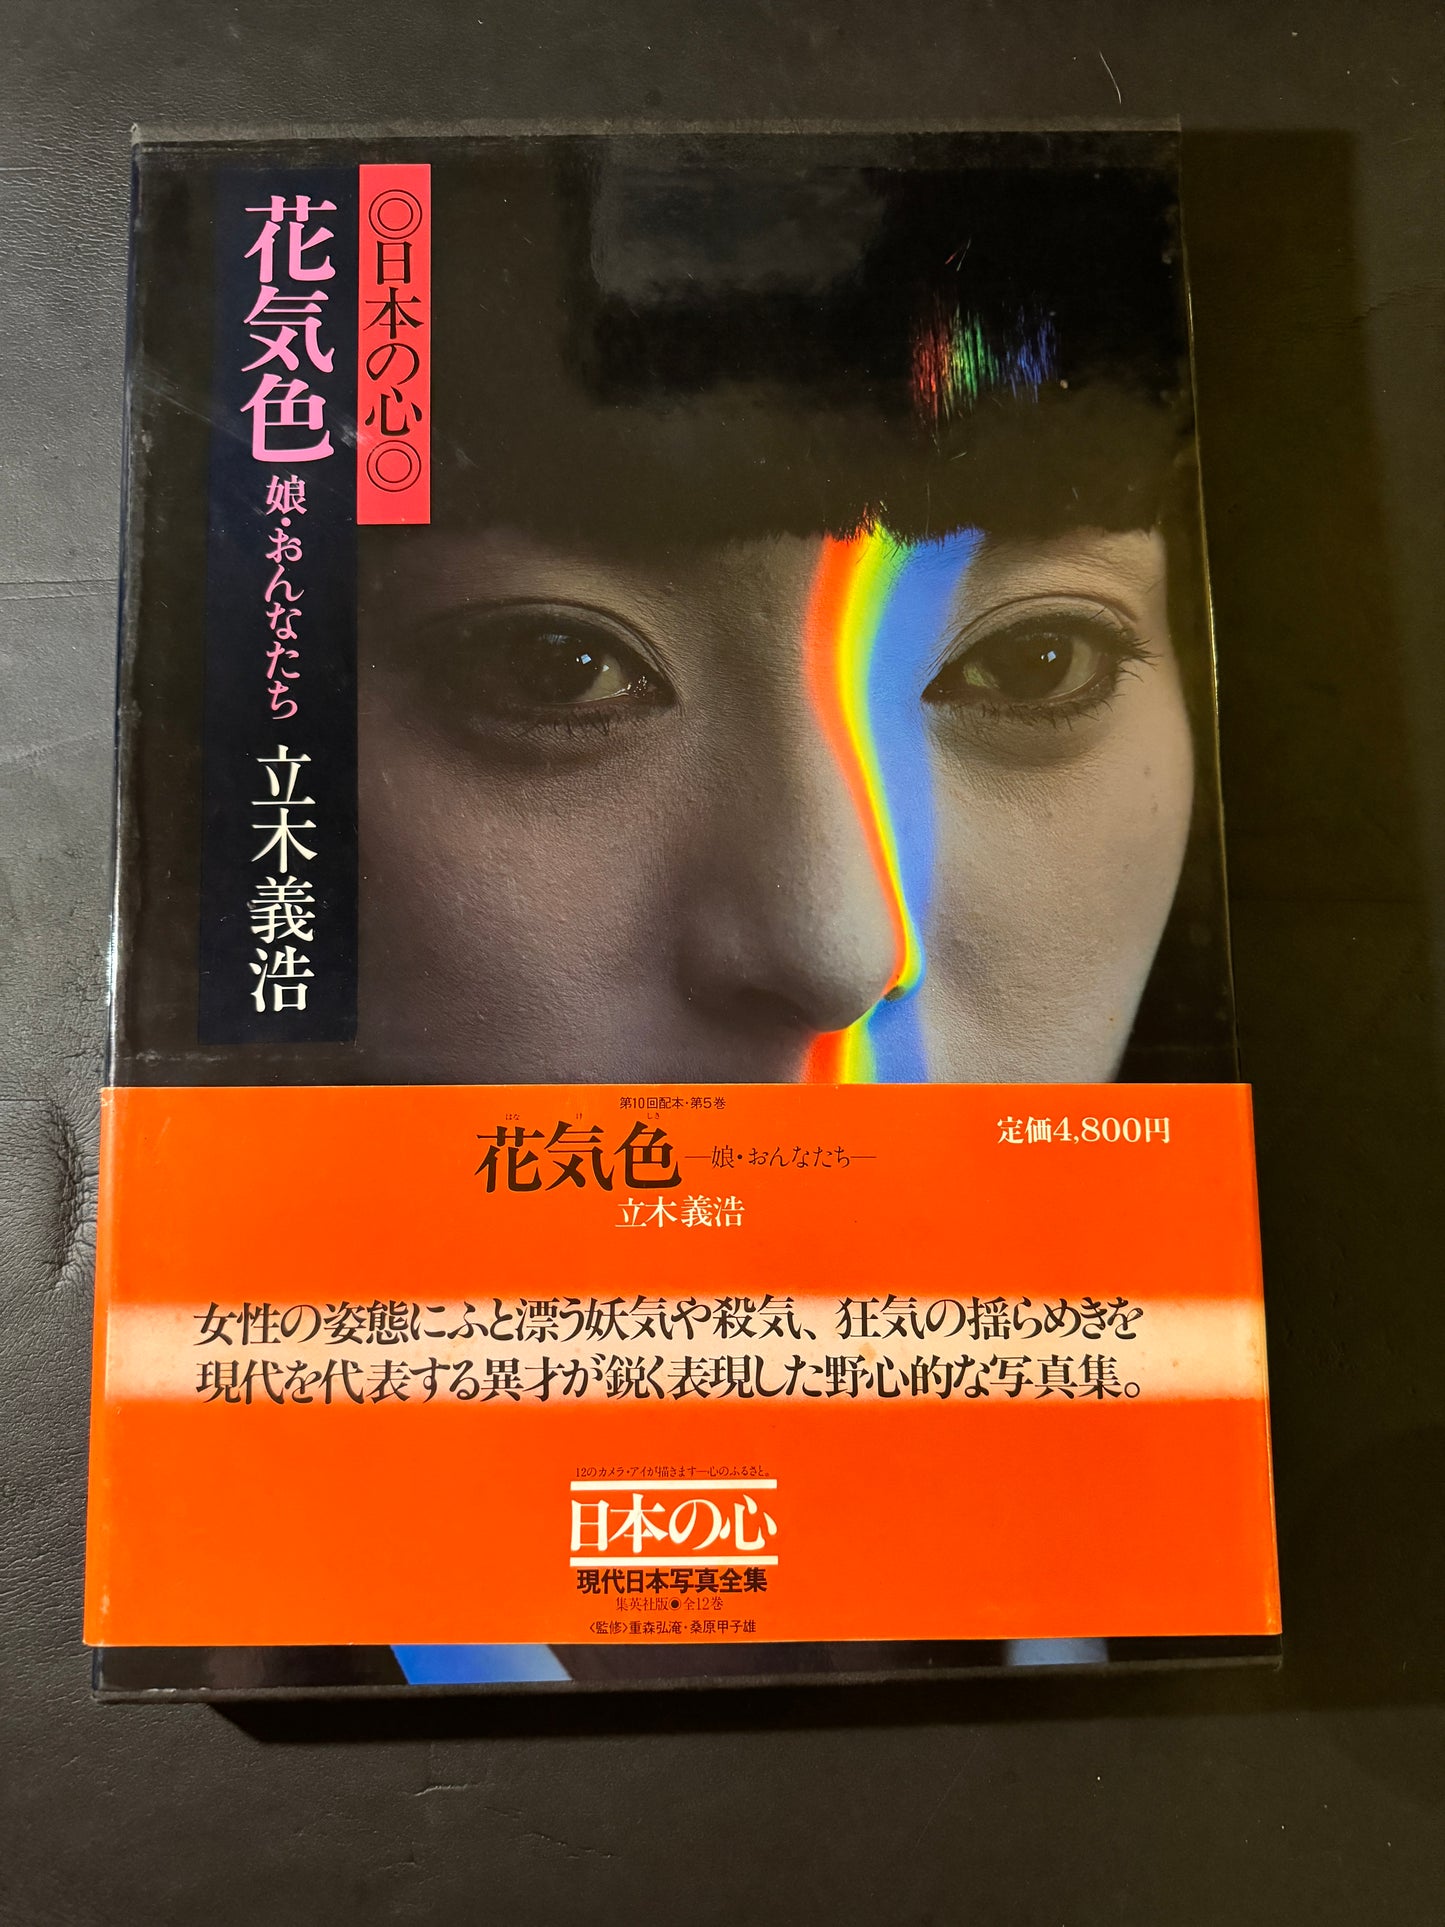 ◎日本の心◎
花気色 娘・おんなたち 立木義浩
第10回配本・第5巻
はな け しき
花気色―娘・おんなたち―
定価4,800円
立木義浩
女性の姿態にふと漂う妖気や殺気、狂気の揺らめきを
現代を代表する異才が鋭く表現した野心的な写真集。
12のカメラ・アイが描きます―心のふるさと。
日本の心
現代日本写真全集
集英社版◉全12巻
〈監修〉重森弘淹・桑原甲子雄